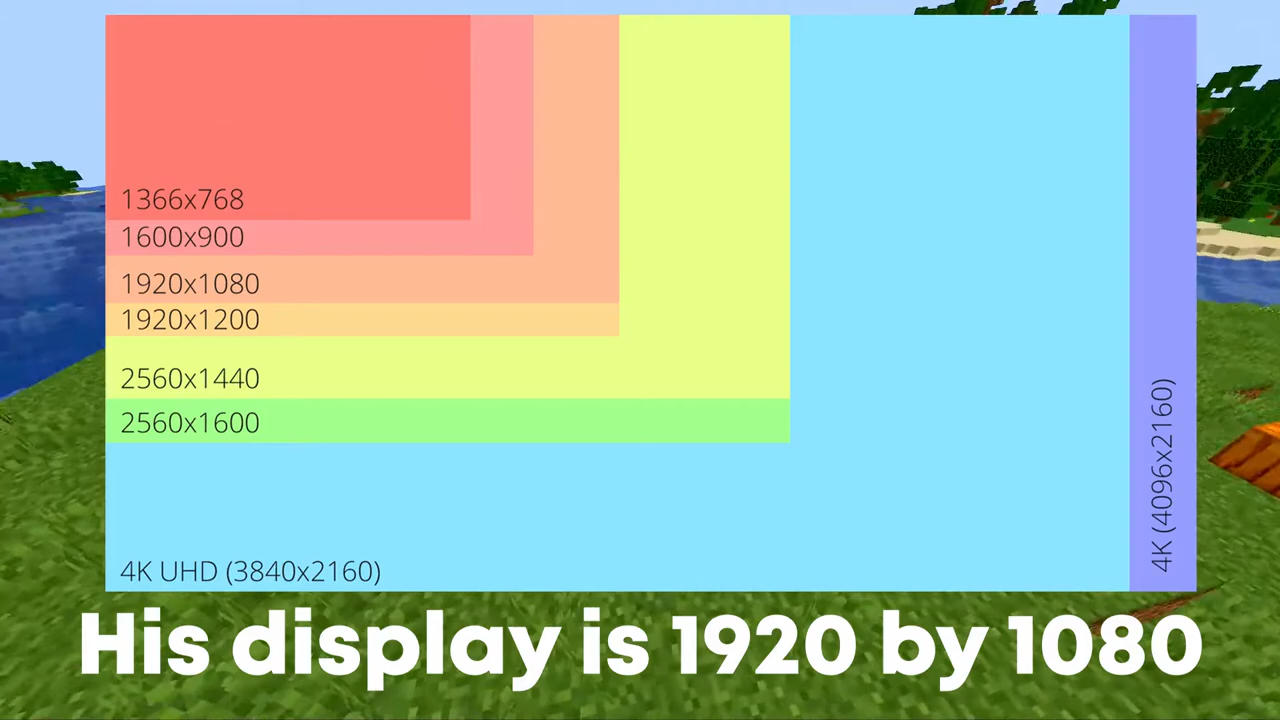 1366x768
1600x900
1920x1080
1920x1200
2560x1440
2560x1600
4K UHD (3840x2160)
4K (4096x2160)
His display is 1920 by 1080